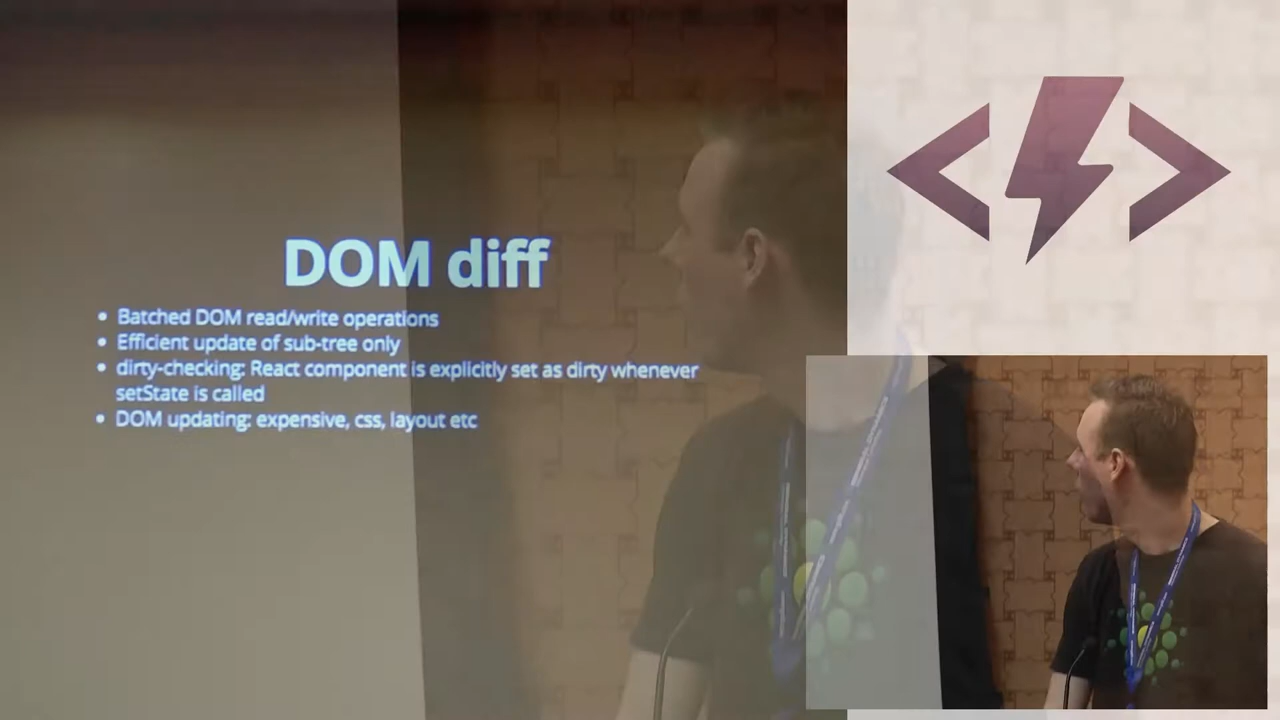 DOM diff
Batched DOM read/write operations
Efficient update of sub-tree only
dirty-checking: React component is explicitly set as dirty whenever
setState is called
DOM updating: expensive, css, layout etc